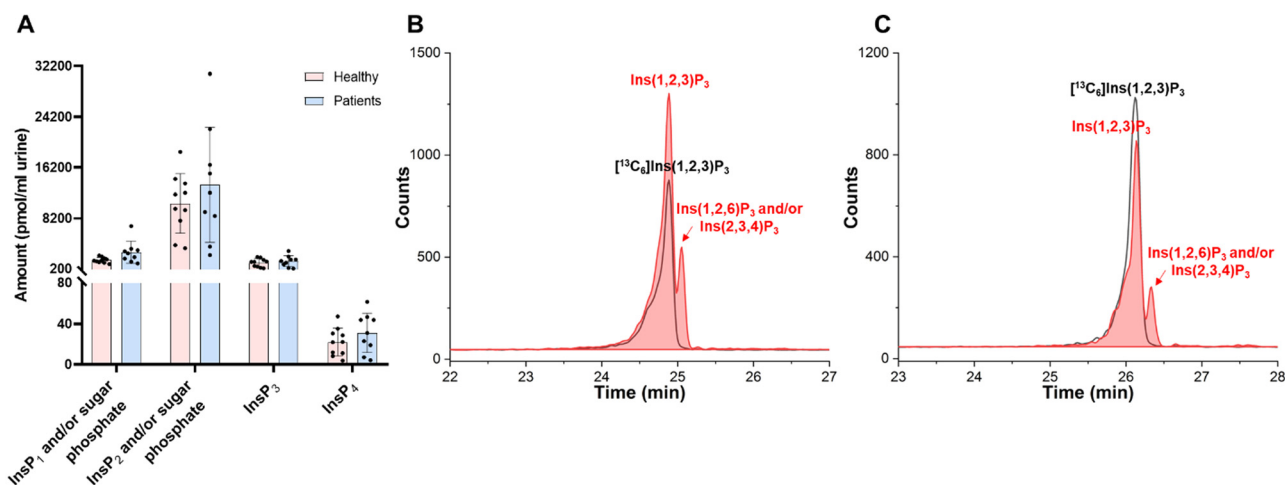 A
Amount (pmol/ml urine)
32200
24200
16200
8200
200
80
40
0
Healthy
Patients
InsP₁ and/or sugar
phosphate
InsP₂ and/or sugar
phosphate
InsP₃
InsP₄
B
Counts
1500
1000
500
0
Ins(1,2,3)P₃
[¹³C₆]Ins(1,2,3)P₃
Ins(1,2,6)P₃ and/or
Ins(2,3,4)P₃
22
23
24
25
26
27
Time (min)
C
Counts
1200
800
400
0
[¹³C₆]Ins(1,2,3)P₃
Ins(1,2,3)P₃
Ins(1,2,6)P₃ and/or
Ins(2,3,4)P₃
23
24
25
26
27
28
Time (min)